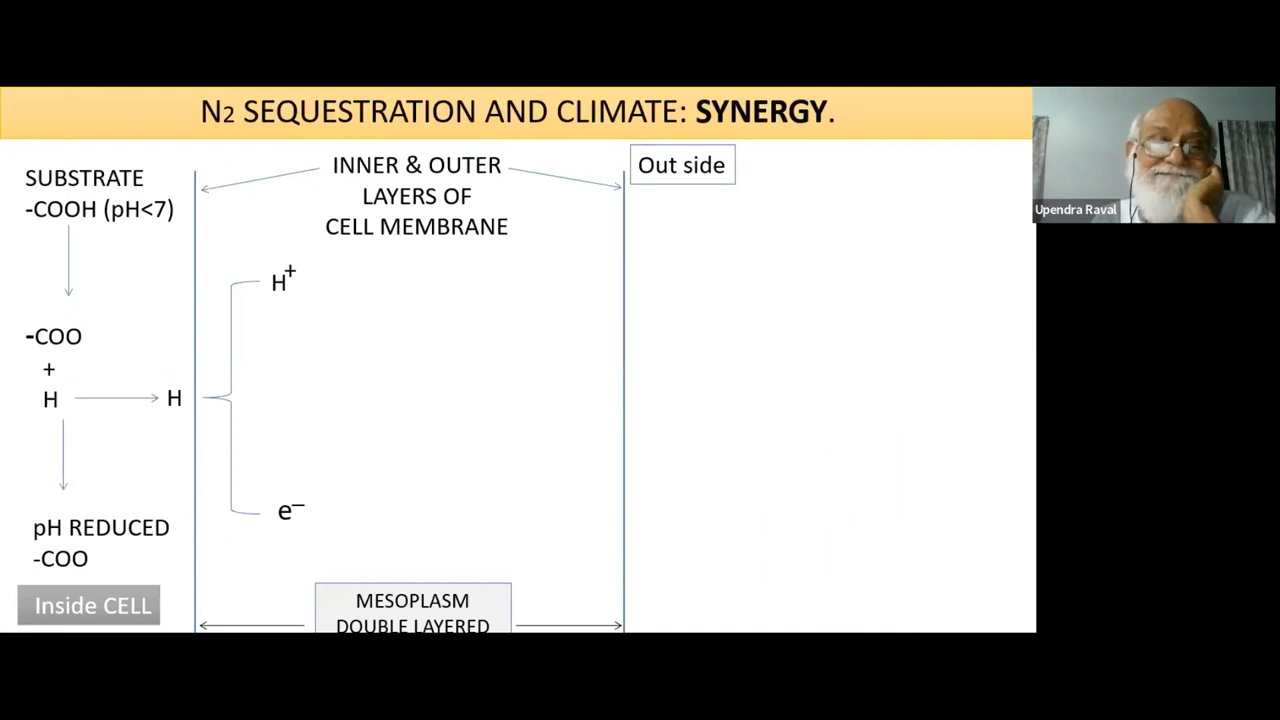 N2 SEQUESTRATION AND CLIMATE: SYNERGY.
SUBSTRATE
-COOH (pH<7)
INNER & OUTER
LAYERS OF
CELL MEMBRANE
Out side
Upendra Raval
H+
-COO
+
H
H
e–
pH REDUCED
-COO
Inside CELL
MESOPLASM
DOUBLE LAYERED